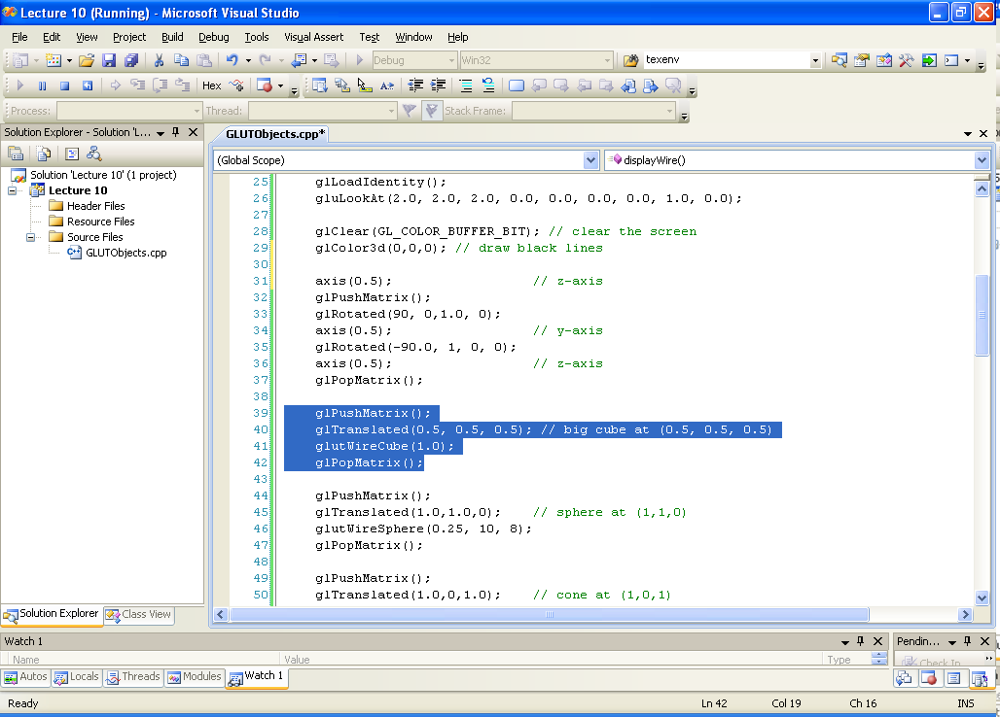 Lecture 10 (Running) - Microsoft Visual Studio
File Edit View Project Build Debug Tools Visual Assert Test Window Help
Debug Win32 texenv
Hex
Process: Thread: Stack Frame:
Solution Explorer - Solution 'L...
GLUTObjects.cpp*
(Global Scope) displayWire()
Solution 'Lecture 10' (1 project)
Lecture 10
Header Files
Resource Files
Source Files
GLUTObjects.cpp
25 glLoadIdentity();
26 gluLookAt(2.0, 2.0, 2.0, 0.0, 0.0, 0.0, 0.0, 1.0, 0.0);
27
28 glClear(GL_COLOR_BUFFER_BIT); // clear the screen
29 glColor3d(0,0,0); // draw black lines
30
31 axis(0.5); // z-axis
32 glPushMatrix();
33 glRotated(90, 0,1.0, 0);
34 axis(0.5); // y-axis
35 glRotated(-90.0, 1, 0, 0);
36 axis(0.5); // z-axis
37 glPopMatrix();
38
39 glPushMatrix();
40 glTranslated(0.5, 0.5, 0.5); // big cube at (0.5, 0.5, 0.5)
41 glutWireCube(1.0);
42 glPopMatrix();
43
44 glPushMatrix();
45 glTranslated(1.0,1.0,0); // sphere at (1,1,0)
46 glutWireSphere(0.25, 10, 8);
47 glPopMatrix();
48
49 glPushMatrix();
50 glTranslated(1.0,0,1.0); // cone at (1,0,1)
Solution Explorer Class View
Watch 1 Pendin...
Name Value Type Check In
Autos Locals Threads Modules Watch 1
Ready Ln 42 Col 19 Ch 16 INS